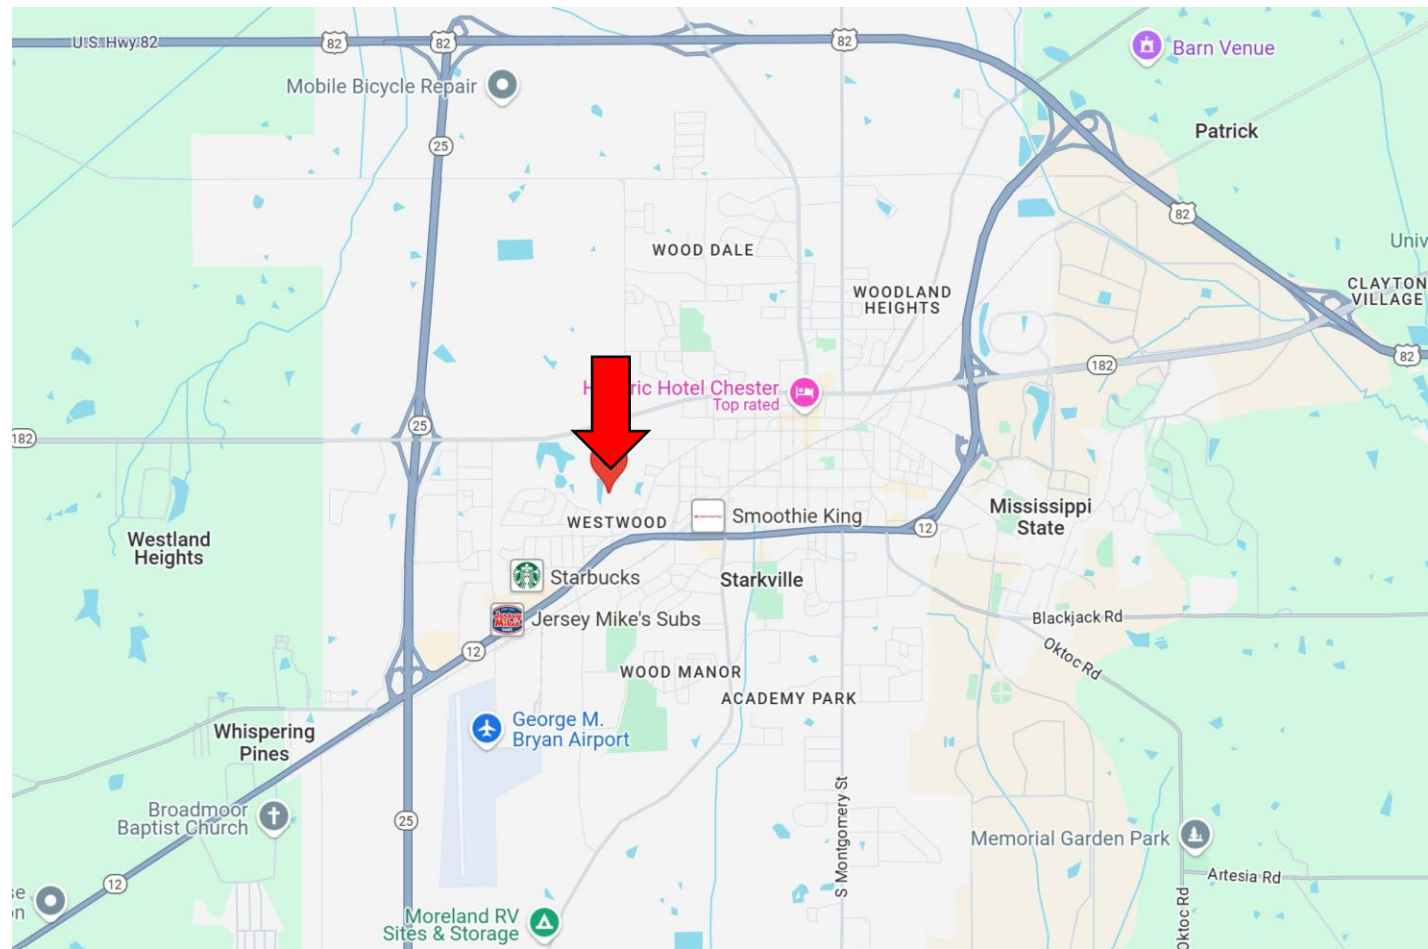 U.S. Hwy 82
82
82
82
Barn Venue
Mobile Bicycle Repair
Patrick
25
82
Univ
WOOD DALE
CLAYTON
VILLAGE
WOODLAND
HEIGHTS
82
182
ric Hotel Chester
Top rated
25
182
Mississippi
State
Smoothie King
WESTWOOD
12
Westland
Heights
Starbucks
Starkville
Jersey Mike's Subs
Blackjack Rd
12
Oktoc Rd
WOOD MANOR
ACADEMY PARK
George M.
Bryan Airport
Whispering
Pines
S Montgomery St
Broadmoor
Baptist Church
25
Memorial Garden Park
12
Artesia Rd
se
on
Moreland RV
Sites & Storage
Oktoc Rd